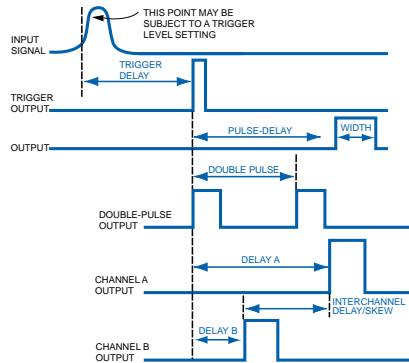 THIS POINT MAY BE
SUBJECT TO A TRIGGER
LEVEL SETTING
INPUT
SIGNAL
TRIGGER
DELAY
TRIGGER
OUTPUT
PULSE-DELAY
WIDTH
OUTPUT
DOUBLE PULSE
DOUBLE-PULSE
OUTPUT
DELAY A
CHANNEL A
OUTPUT
INTERCHANNEL
DELAY/SKEW
DELAY B
CHANNEL B
OUTPUT